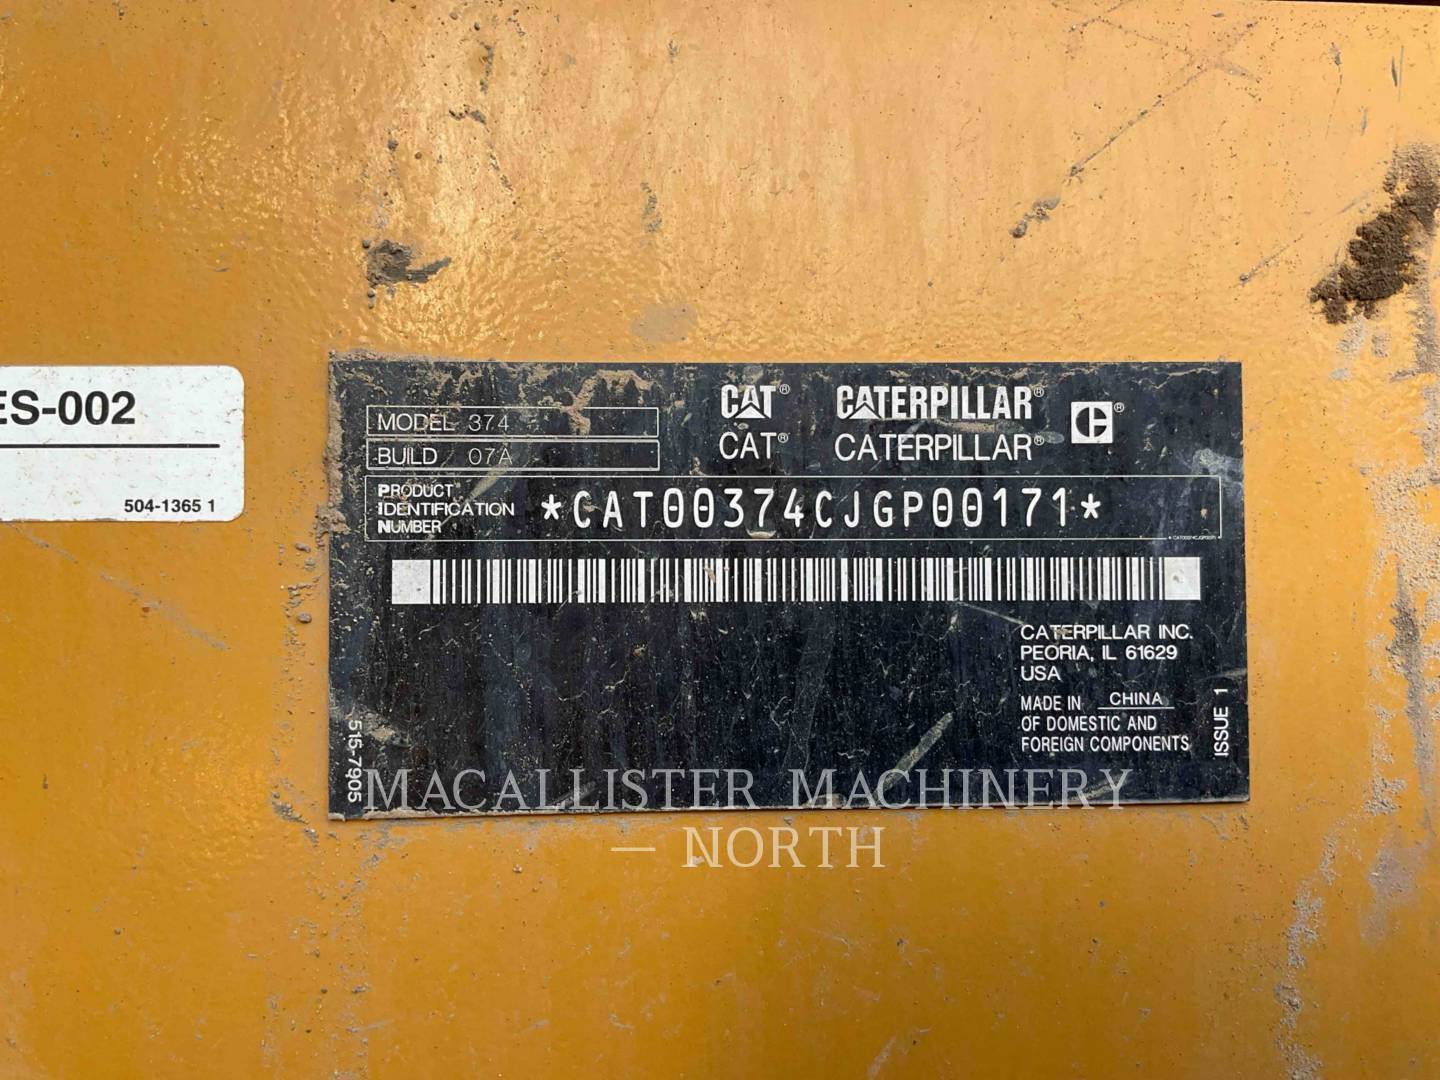 ES-002
504-1365 1
MODEL 374
BUILD 07A
CAT® CATERPILLAR®
CAT® CATERPILLAR®
PRODUCT
IDENTIFICATION
NUMBER
*CAT00374CJGP00171*
CATERPILLAR INC.
PEORIA, IL 61629
USA
MADE IN CHINA
OF DOMESTIC AND
FOREIGN COMPONENTS
ISSUE 1
515-7905
MACALLISTER MACHINERY
— NORTH